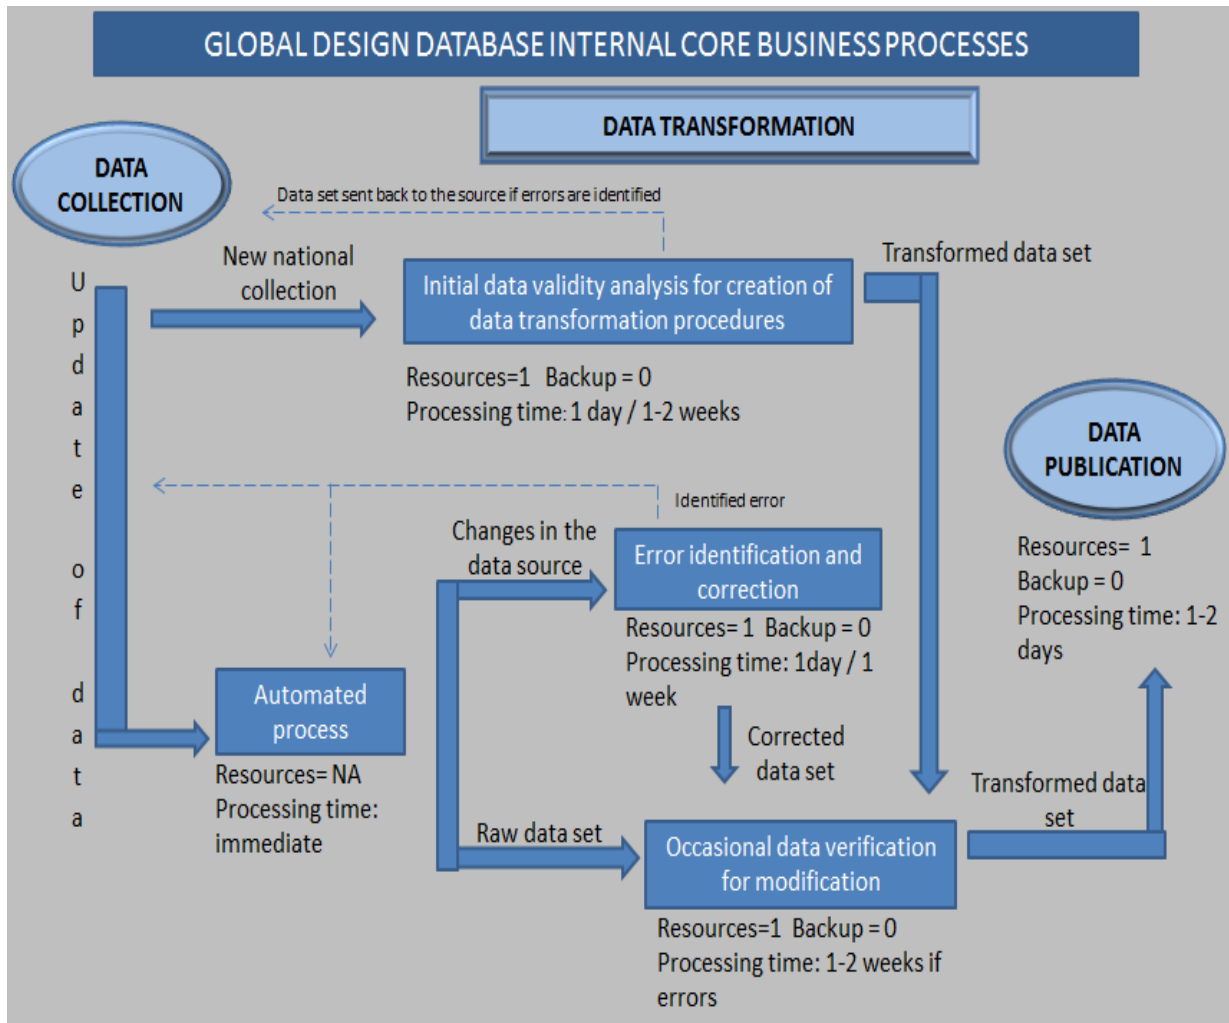 GLOBAL DESIGN DATABASE INTERNAL CORE BUSINESS PROCESSES
DATA TRANSFORMATION
DATA
COLLECTION
Data set sent back to the source if errors are identified
New national
collection
Initial data validity analysis for creation of
data transformation procedures
Transformed data set
Resources=1 Backup = 0
Processing time: 1 day / 1-2 weeks
Update of data
DATA
PUBLICATION
Resources= 1
Backup = 0
Processing time: 1-2
days
Identified error
Changes in the
data source
Error identification and
correction
Resources= 1 Backup = 0
Processing time: 1day / 1
week
Automated
process
Resources= NA
Processing time:
immediate
Corrected
data set
Transformed data
set
Raw data set
Occasional data verification
for modification
Resources=1 Backup = 0
Processing time: 1-2 weeks if
errors